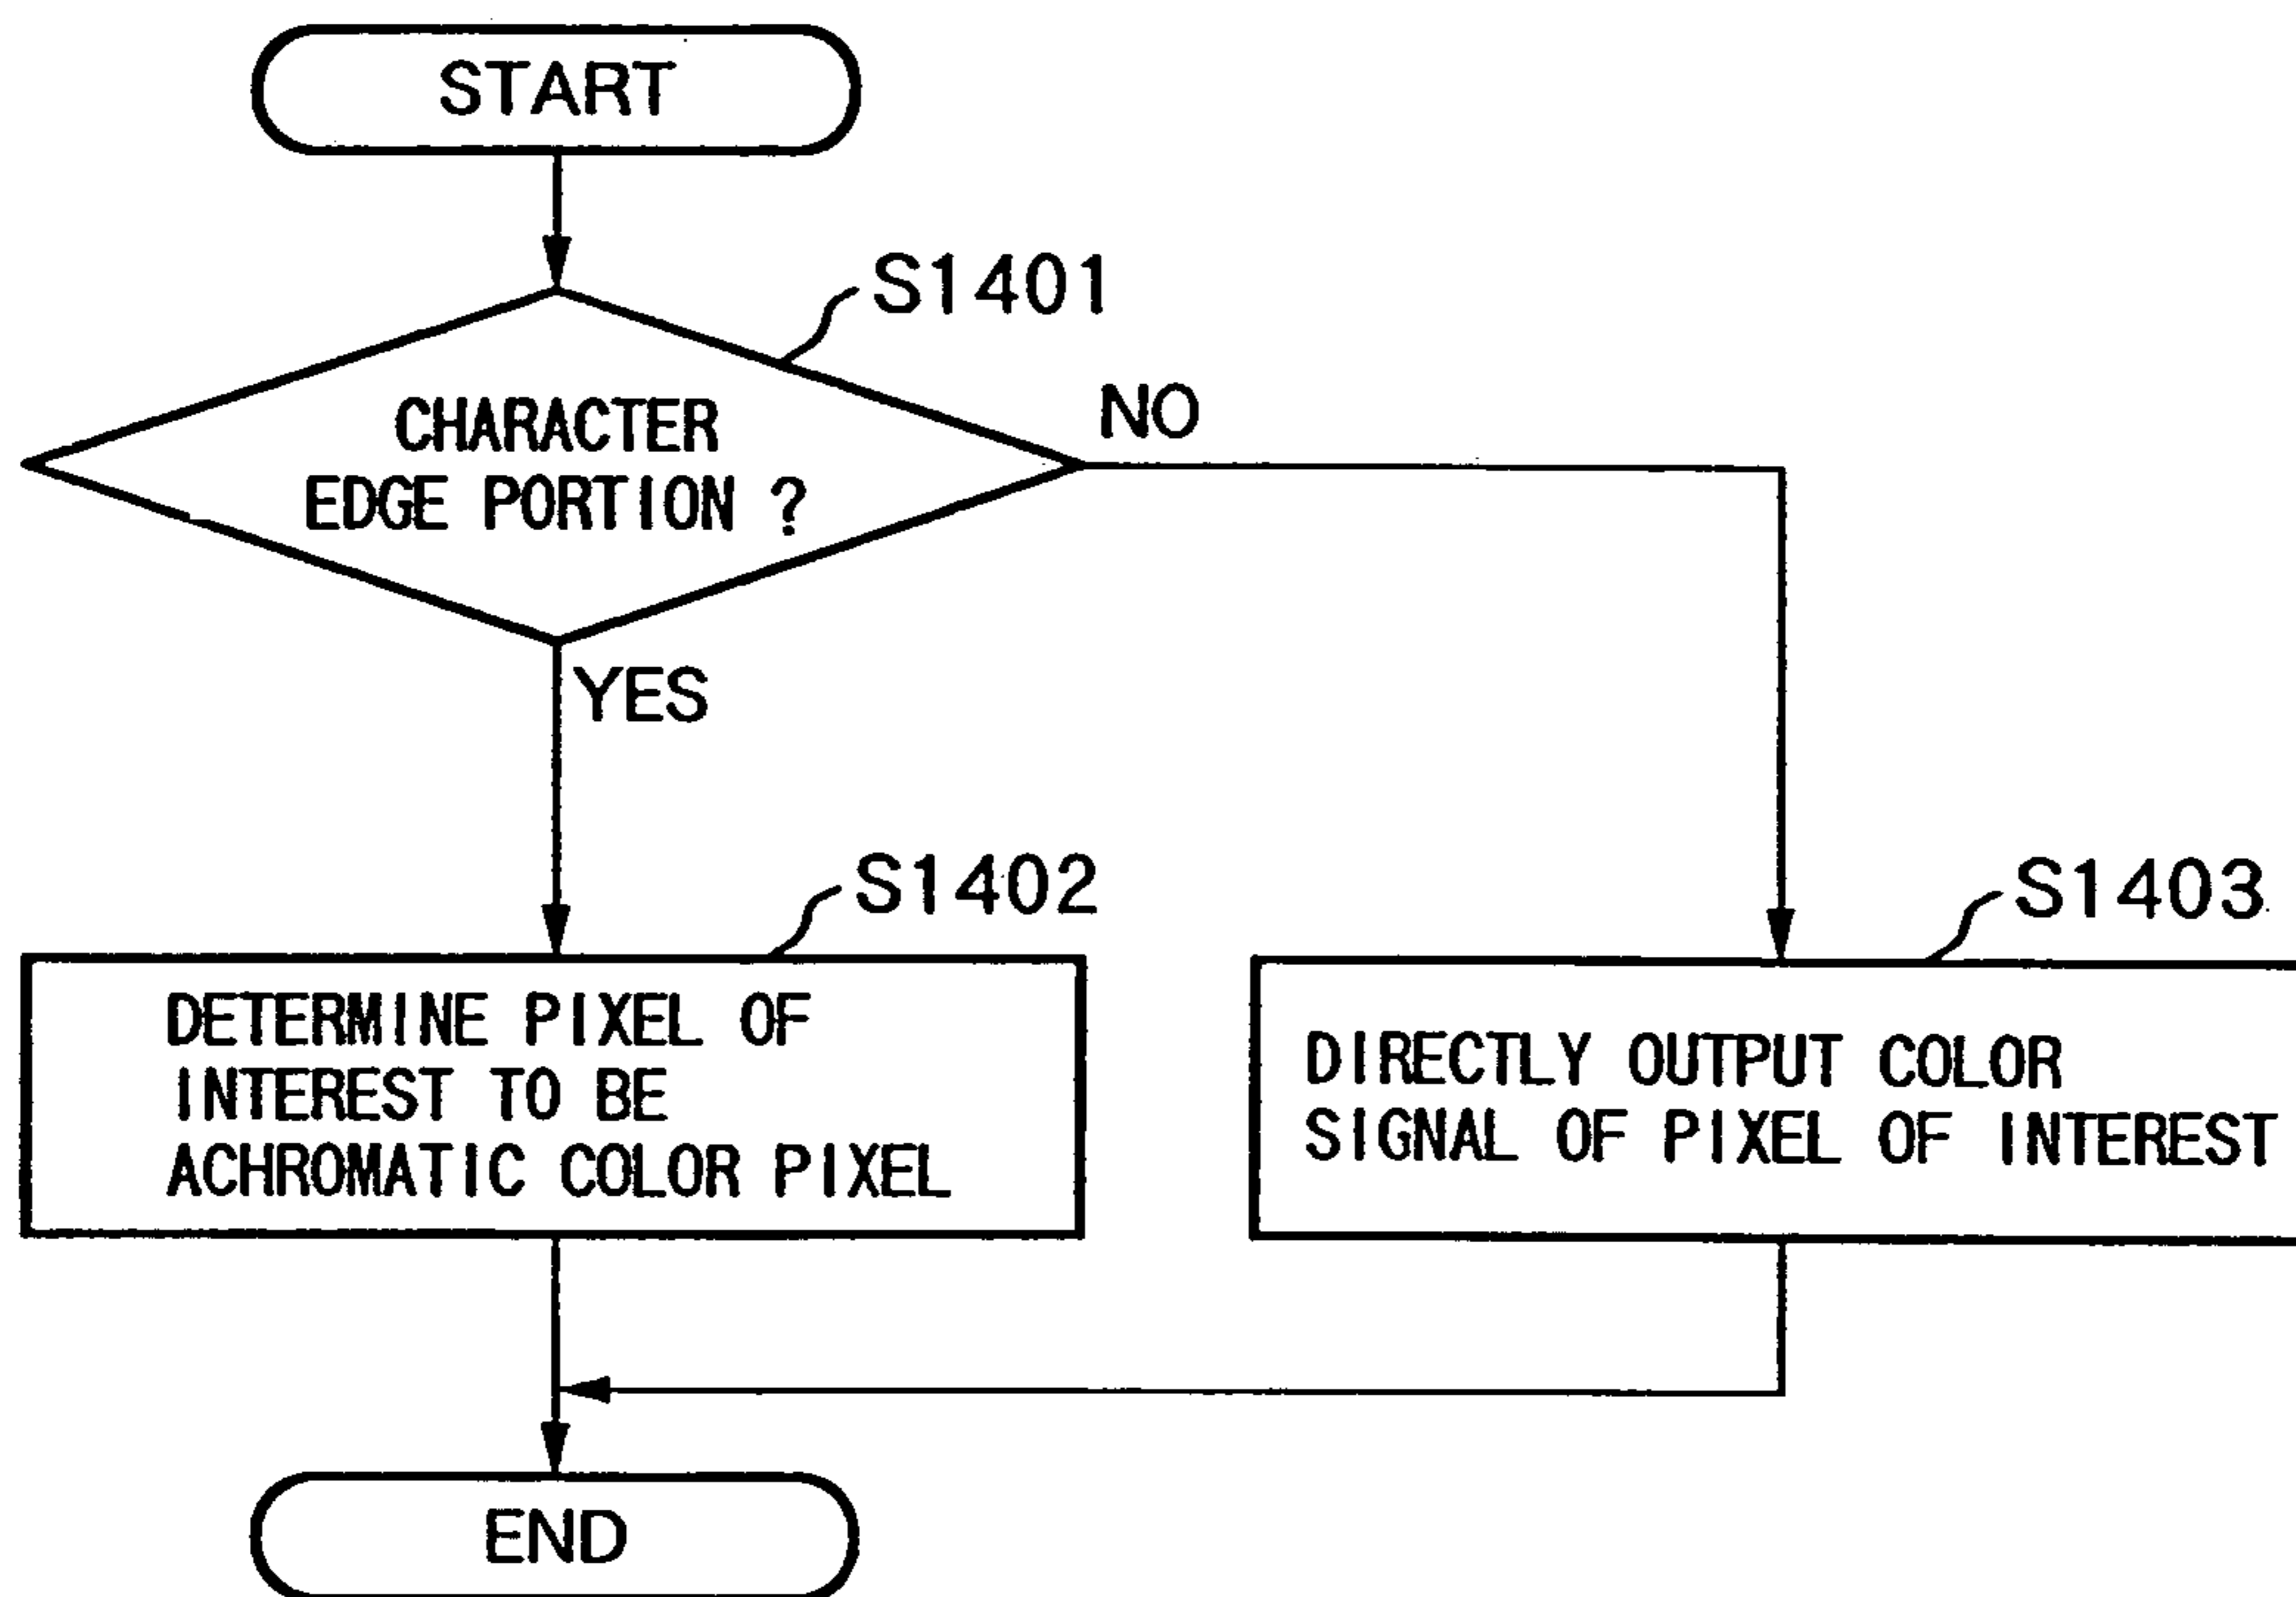 START
S1401
CHARACTER
EDGE PORTION ?
NO
YES
S1402
DETERMINE PIXEL OF
INTEREST TO BE
ACHROMATIC COLOR PIXEL
S1403
DIRECTLY OUTPUT COLOR
SIGNAL OF PIXEL OF INTEREST
END